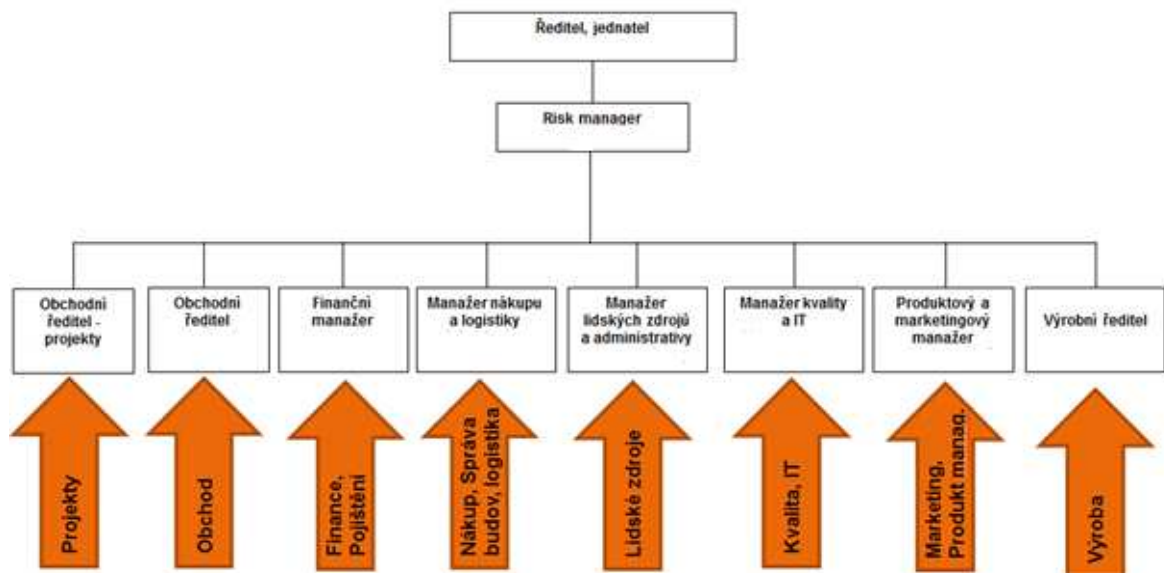 Ředitel, jednatel
Risk manager
Obchodní
ředitel -
projekty
Obchodní
ředitel
Finanční
manažer
Manažer nákupu
a logistiky
Manažer
lidských zdrojů
a administrativy
Manažer kvality
a IT
Produktový a
marketingový
manažer
Výrobní ředitel
Projekty
Obchod
Finance,
Pojištění
Nákup, Správa
budov, logistika
Lidské zdroje
Kvalita, IT
Marketing,
Produkt manag.
Výroba